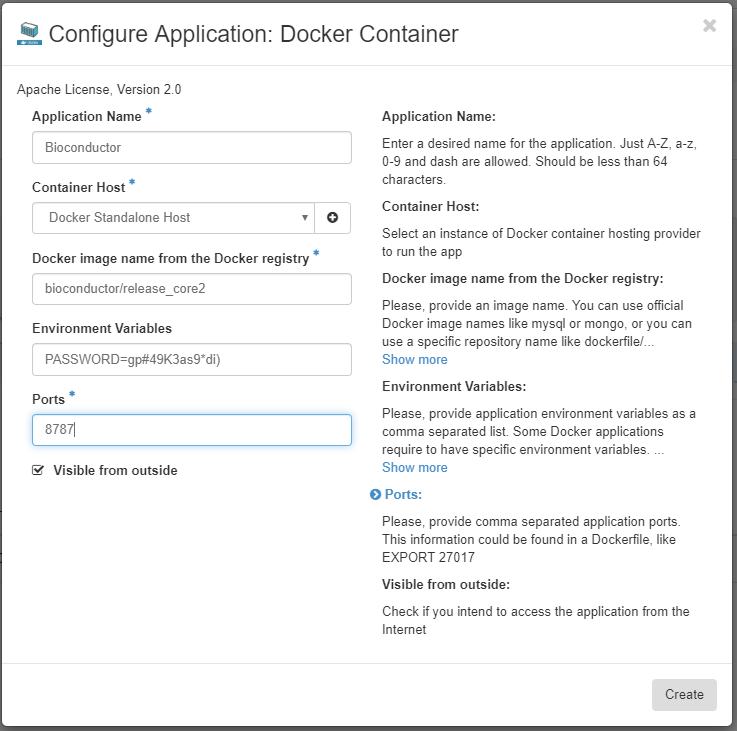 Configure Application: Docker Container
×
Apache License, Version 2.0
Application Name *
Bioconductor
Container Host *
Docker Standalone Host
Docker image name from the Docker registry *
bioconductor/release_core2
Environment Variables
PASSWORD=gp#49K3as9*di)
Ports *
8787
Visible from outside
Application Name:
Enter a desired name for the application. Just A-Z, a-z,
0-9 and dash are allowed. Should be less than 64
characters.
Container Host:
Select an instance of Docker container hosting provider
to run the app
Docker image name from the Docker registry:
Please, provide an image name. You can use official
Docker image names like mysql or mongo, or you can
use a specific repository name like dockerfile/...
Show more
Environment Variables:
Please, provide application environment variables as a
comma separated list. Some Docker applications
require to have specific environment variables. ...
Show more
Ports:
Please, provide comma separated application ports.
This information could be found in a Dockerfile, like
EXPORT 27017
Visible from outside:
Check if you intend to access the application from the
Internet
Create